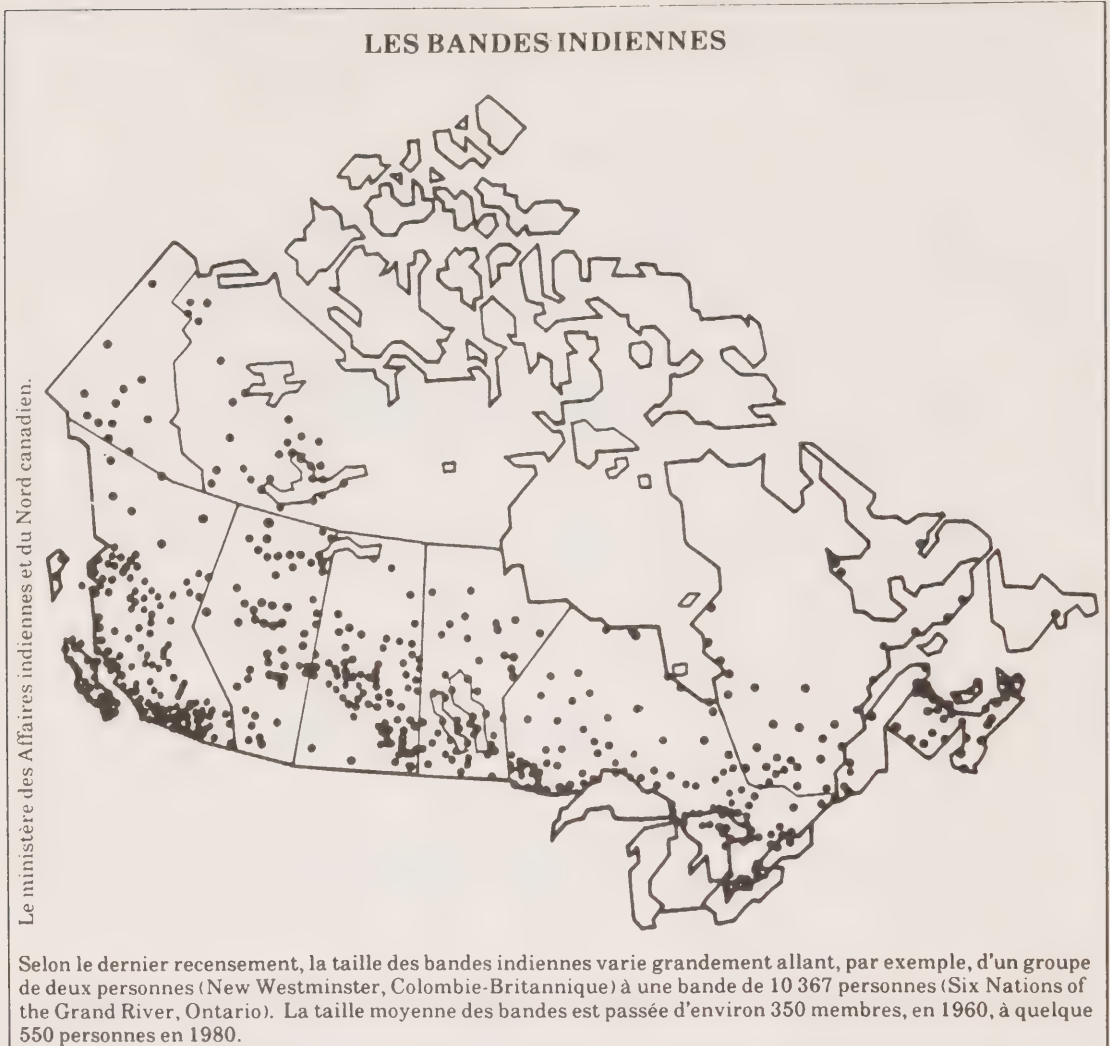 LES BANDES INDIENNES
Le ministère des Affaires indiennes et du Nord canadien.
Selon le dernier recensement, la taille des bandes indiennes varie grandement allant, par exemple, d'un groupe
de deux personnes (New Westminster, Colombie-Britannique) à une bande de 10 367 personnes (Six Nations of
the Grand River, Ontario). La taille moyenne des bandes est passée d'environ 350 membres, en 1960, à quelque
550 personnes en 1980.